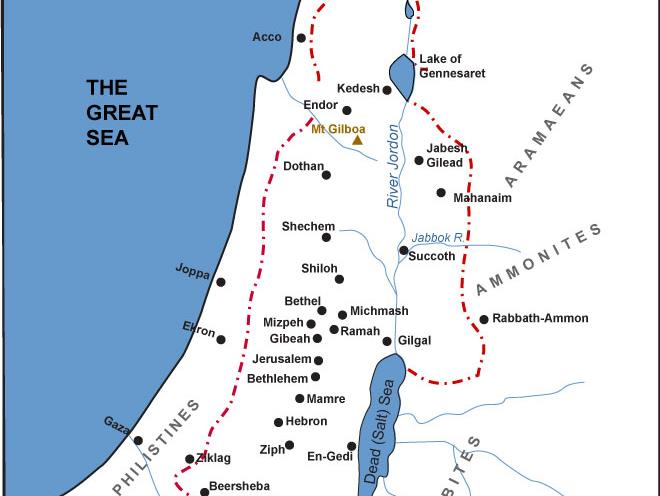 Acco
Lake of
Gennesaret
THE
GREAT
SEA
Kedesh
Endor
Mt Gilboa
ARAMAEANS
River Jordon
Jabesh
Gilead
Dothan
Mahanaim
Shechem
Jabbok R.
Succoth
AMMONITES
Shiloh
Joppa
Bethel
Michmash
Rabbath-Ammon
Mizpeh
Ramah
Ekron
Gibeah
Gilgal
Jerusalem
Bethlehem
Mamre
Dead (Salt) Sea
Hebron
Gaza
PHILISTINES
Ziph
En-Gedi
Ziklag
BITES
Beersheba